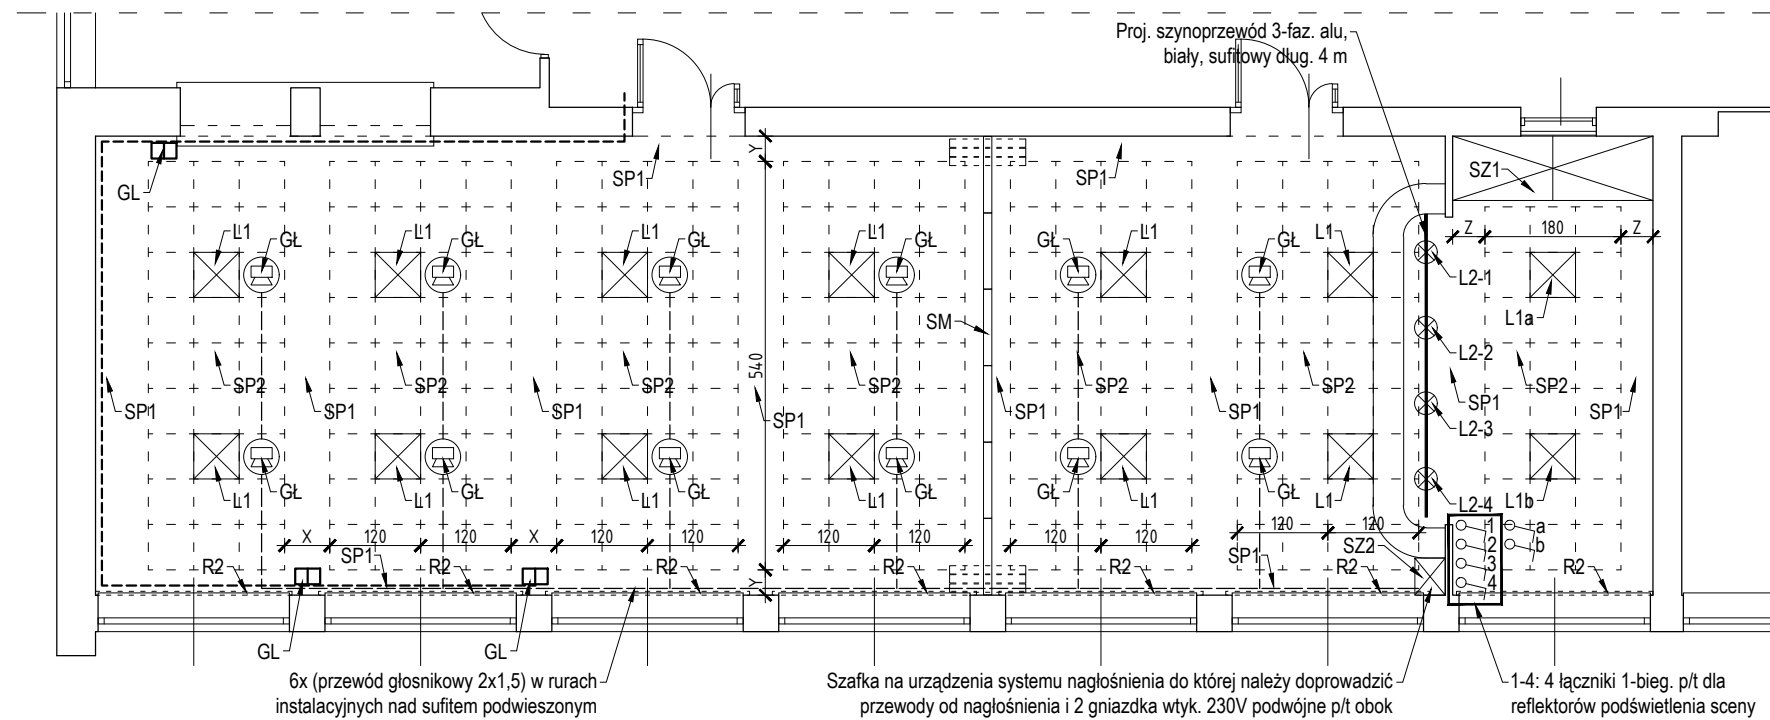 Proj. szynoprzewód 3-faz. alu,
biały, sufitowy dług. 4 m
GL
SP1
Y
SP1
SZ1
L1
GŁ
L1
GŁ
L1
GŁ
L1
GŁ
GŁ
L1
GŁ
L1
Z
180
Z
L2-1
L1a
SM
L2-2
SP2
SP2
SP2
540
SP2
SP2
SP2
SP2
SP1
SP1
SP1
SP1
SP1
SP1
SP1
SP1
L2-3
L1
GŁ
L1
GŁ
L1
GŁ
L1
GŁ
GŁ
L1
GŁ
L1
L2-4
L1b
X
120
120
X
120
120
120
120
120
120
120
120
1
a
2
b
3
4
SZ2
R2
SP1
R2
R2
Y
R2
R2
SP1
R2
R2
GL
GL
6x (przewód głosnikowy 2x1,5) w rurach
instalacyjnych nad sufitem podwieszonym
Szafka na urządzenia systemu nagłośnienia do której należy doprowadzić
przewody od nagłośnienia i 2 gniazdka wtyk. 230V podwójne p/t obok
1-4: 4 łączniki 1-bieg. p/t dla
reflektorów podświetlenia sceny